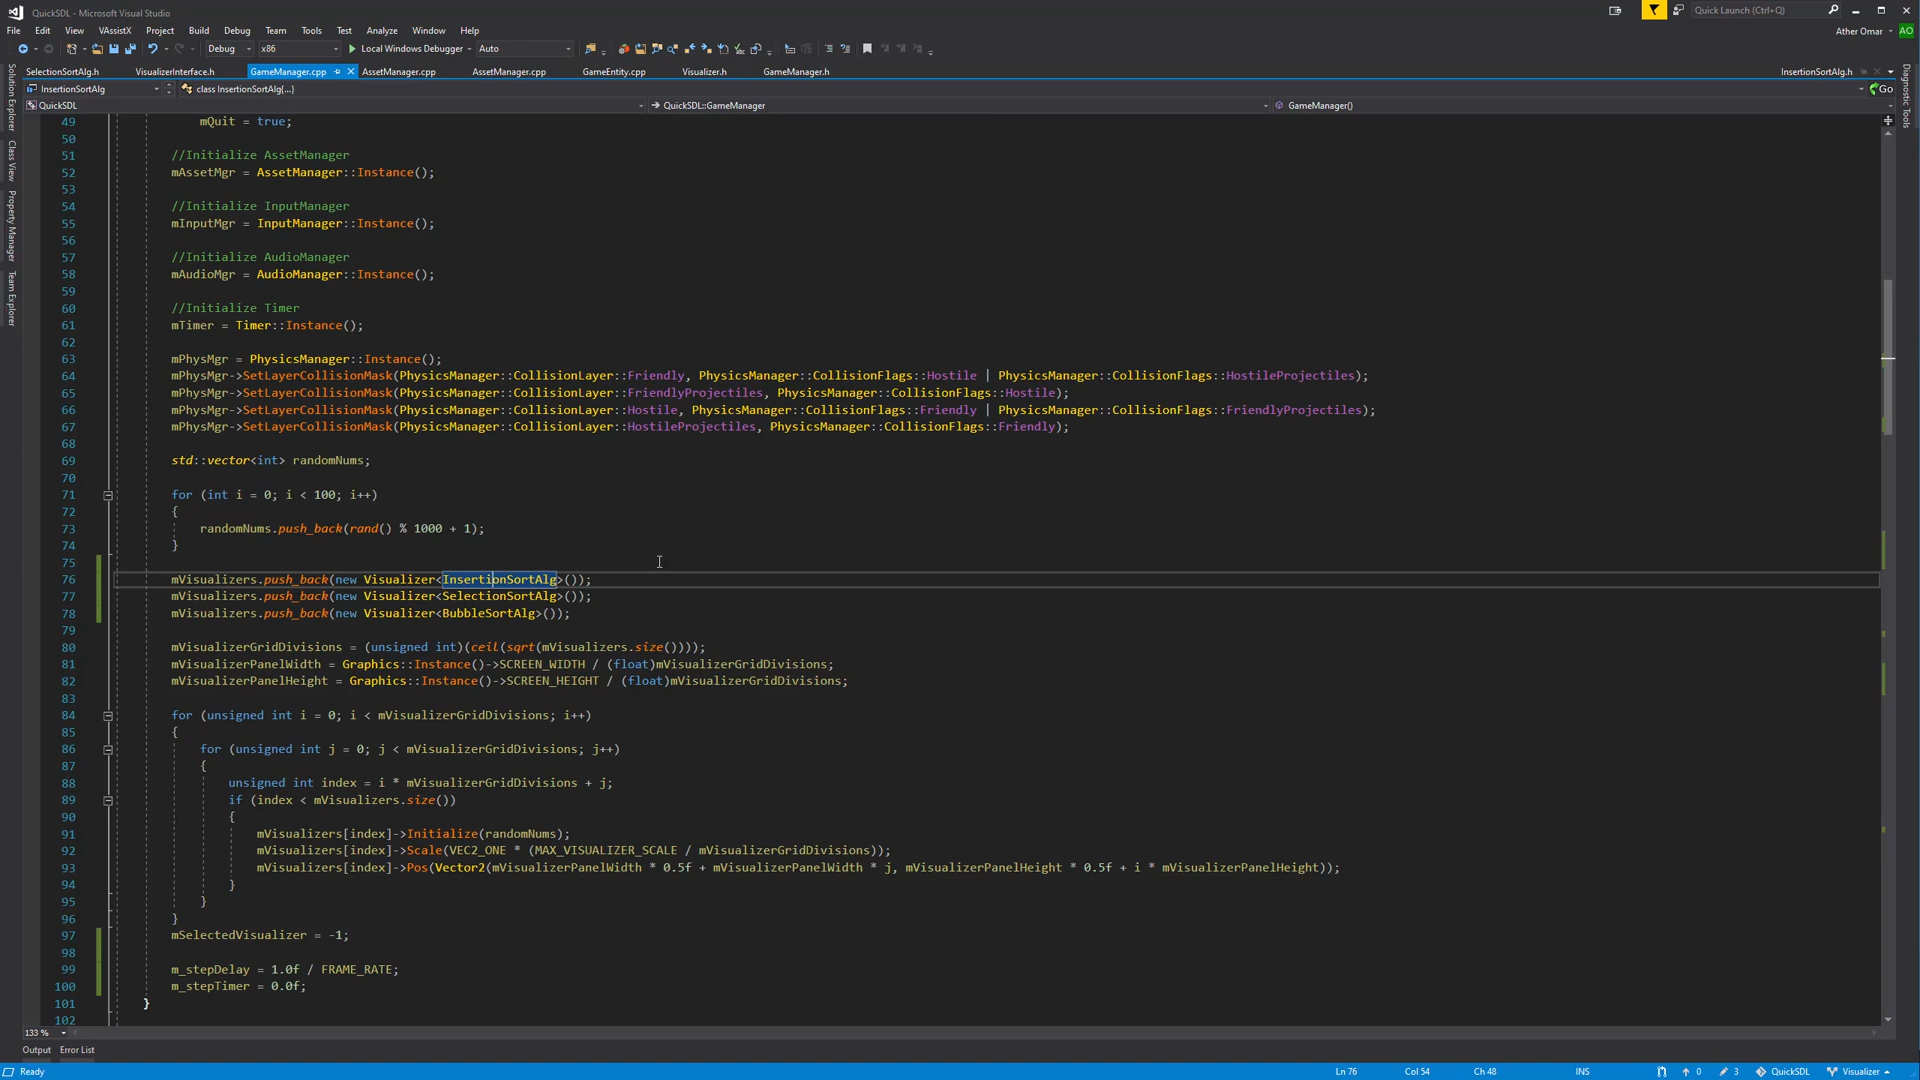 QuickSDL - Microsoft Visual Studio
Quick Launch (Ctrl+Q)
File Edit View VAssistX Project Build Debug Team Tools Test Analyze Window Help
Ather Omar
AO
Debug x86 Local Windows Debugger Auto
SelectionSortAlg.h VisualizerInterface.h GameManager.cpp AssetManager.cpp AssetManager.cpp GameEntity.cpp Visualizer.h GameManager.h InsertionSortAlg.h
InsertionSortAlg class InsertionSortAlg{...} Go
QuickSDL QuickSDL::GameManager GameManager()
Solution Explorer
Class View
Property Manager
Team Explorer
Diagnostic Tools
49 mQuit = true;
50
51 //Initialize AssetManager
52 mAssetMgr = AssetManager::Instance();
53
54 //Initialize InputManager
55 mInputMgr = InputManager::Instance();
56
57 //Initialize AudioManager
58 mAudioMgr = AudioManager::Instance();
59
60 //Initialize Timer
61 mTimer = Timer::Instance();
62
63 mPhysMgr = PhysicsManager::Instance();
64 mPhysMgr->SetLayerCollisionMask(PhysicsManager::CollisionLayer::Friendly, PhysicsManager::CollisionFlags::Hostile | PhysicsManager::CollisionFlags::HostileProjectiles);
65 mPhysMgr->SetLayerCollisionMask(PhysicsManager::CollisionLayer::FriendlyProjectiles, PhysicsManager::CollisionFlags::Hostile);
66 mPhysMgr->SetLayerCollisionMask(PhysicsManager::CollisionLayer::Hostile, PhysicsManager::CollisionFlags::Friendly | PhysicsManager::CollisionFlags::FriendlyProjectiles);
67 mPhysMgr->SetLayerCollisionMask(PhysicsManager::CollisionLayer::HostileProjectiles, PhysicsManager::CollisionFlags::Friendly);
68
69 std::vector<int> randomNums;
70
71 for (int i = 0; i < 100; i++)
72 {
73 randomNums.push_back(rand() % 1000 + 1);
74 }
75
76 mVisualizers.push_back(new Visualizer<InsertionSortAlg>());
77 mVisualizers.push_back(new Visualizer<SelectionSortAlg>());
78 mVisualizers.push_back(new Visualizer<BubbleSortAlg>());
79
80 mVisualizerGridDivisions = (unsigned int)(ceil(sqrt(mVisualizers.size())));
81 mVisualizerPanelWidth = Graphics::Instance()->SCREEN_WIDTH / (float)mVisualizerGridDivisions;
82 mVisualizerPanelHeight = Graphics::Instance()->SCREEN_HEIGHT / (float)mVisualizerGridDivisions;
83
84 for (unsigned int i = 0; i < mVisualizerGridDivisions; i++)
85 {
86 for (unsigned int j = 0; j < mVisualizerGridDivisions; j++)
87 {
88 unsigned int index = i * mVisualizerGridDivisions + j;
89 if (index < mVisualizers.size())
90 {
91 mVisualizers[index]->Initialize(randomNums);
92 mVisualizers[index]->Scale(VEC2_ONE * (MAX_VISUALIZER_SCALE / mVisualizerGridDivisions));
93 mVisualizers[index]->Pos(Vector2(mVisualizerPanelWidth * 0.5f + mVisualizerPanelWidth * j, mVisualizerPanelHeight * 0.5f + i * mVisualizerPanelHeight));
94 }
95 }
96 }
97 mSelectedVisualizer = -1;
98
99 m_stepDelay = 1.0f / FRAME_RATE;
100 m_stepTimer = 0.0f;
101 }
102
133 %
Output Error List
Ready Ln 76 Col 54 Ch 48 INS 0 3 QuickSDL Visualizer